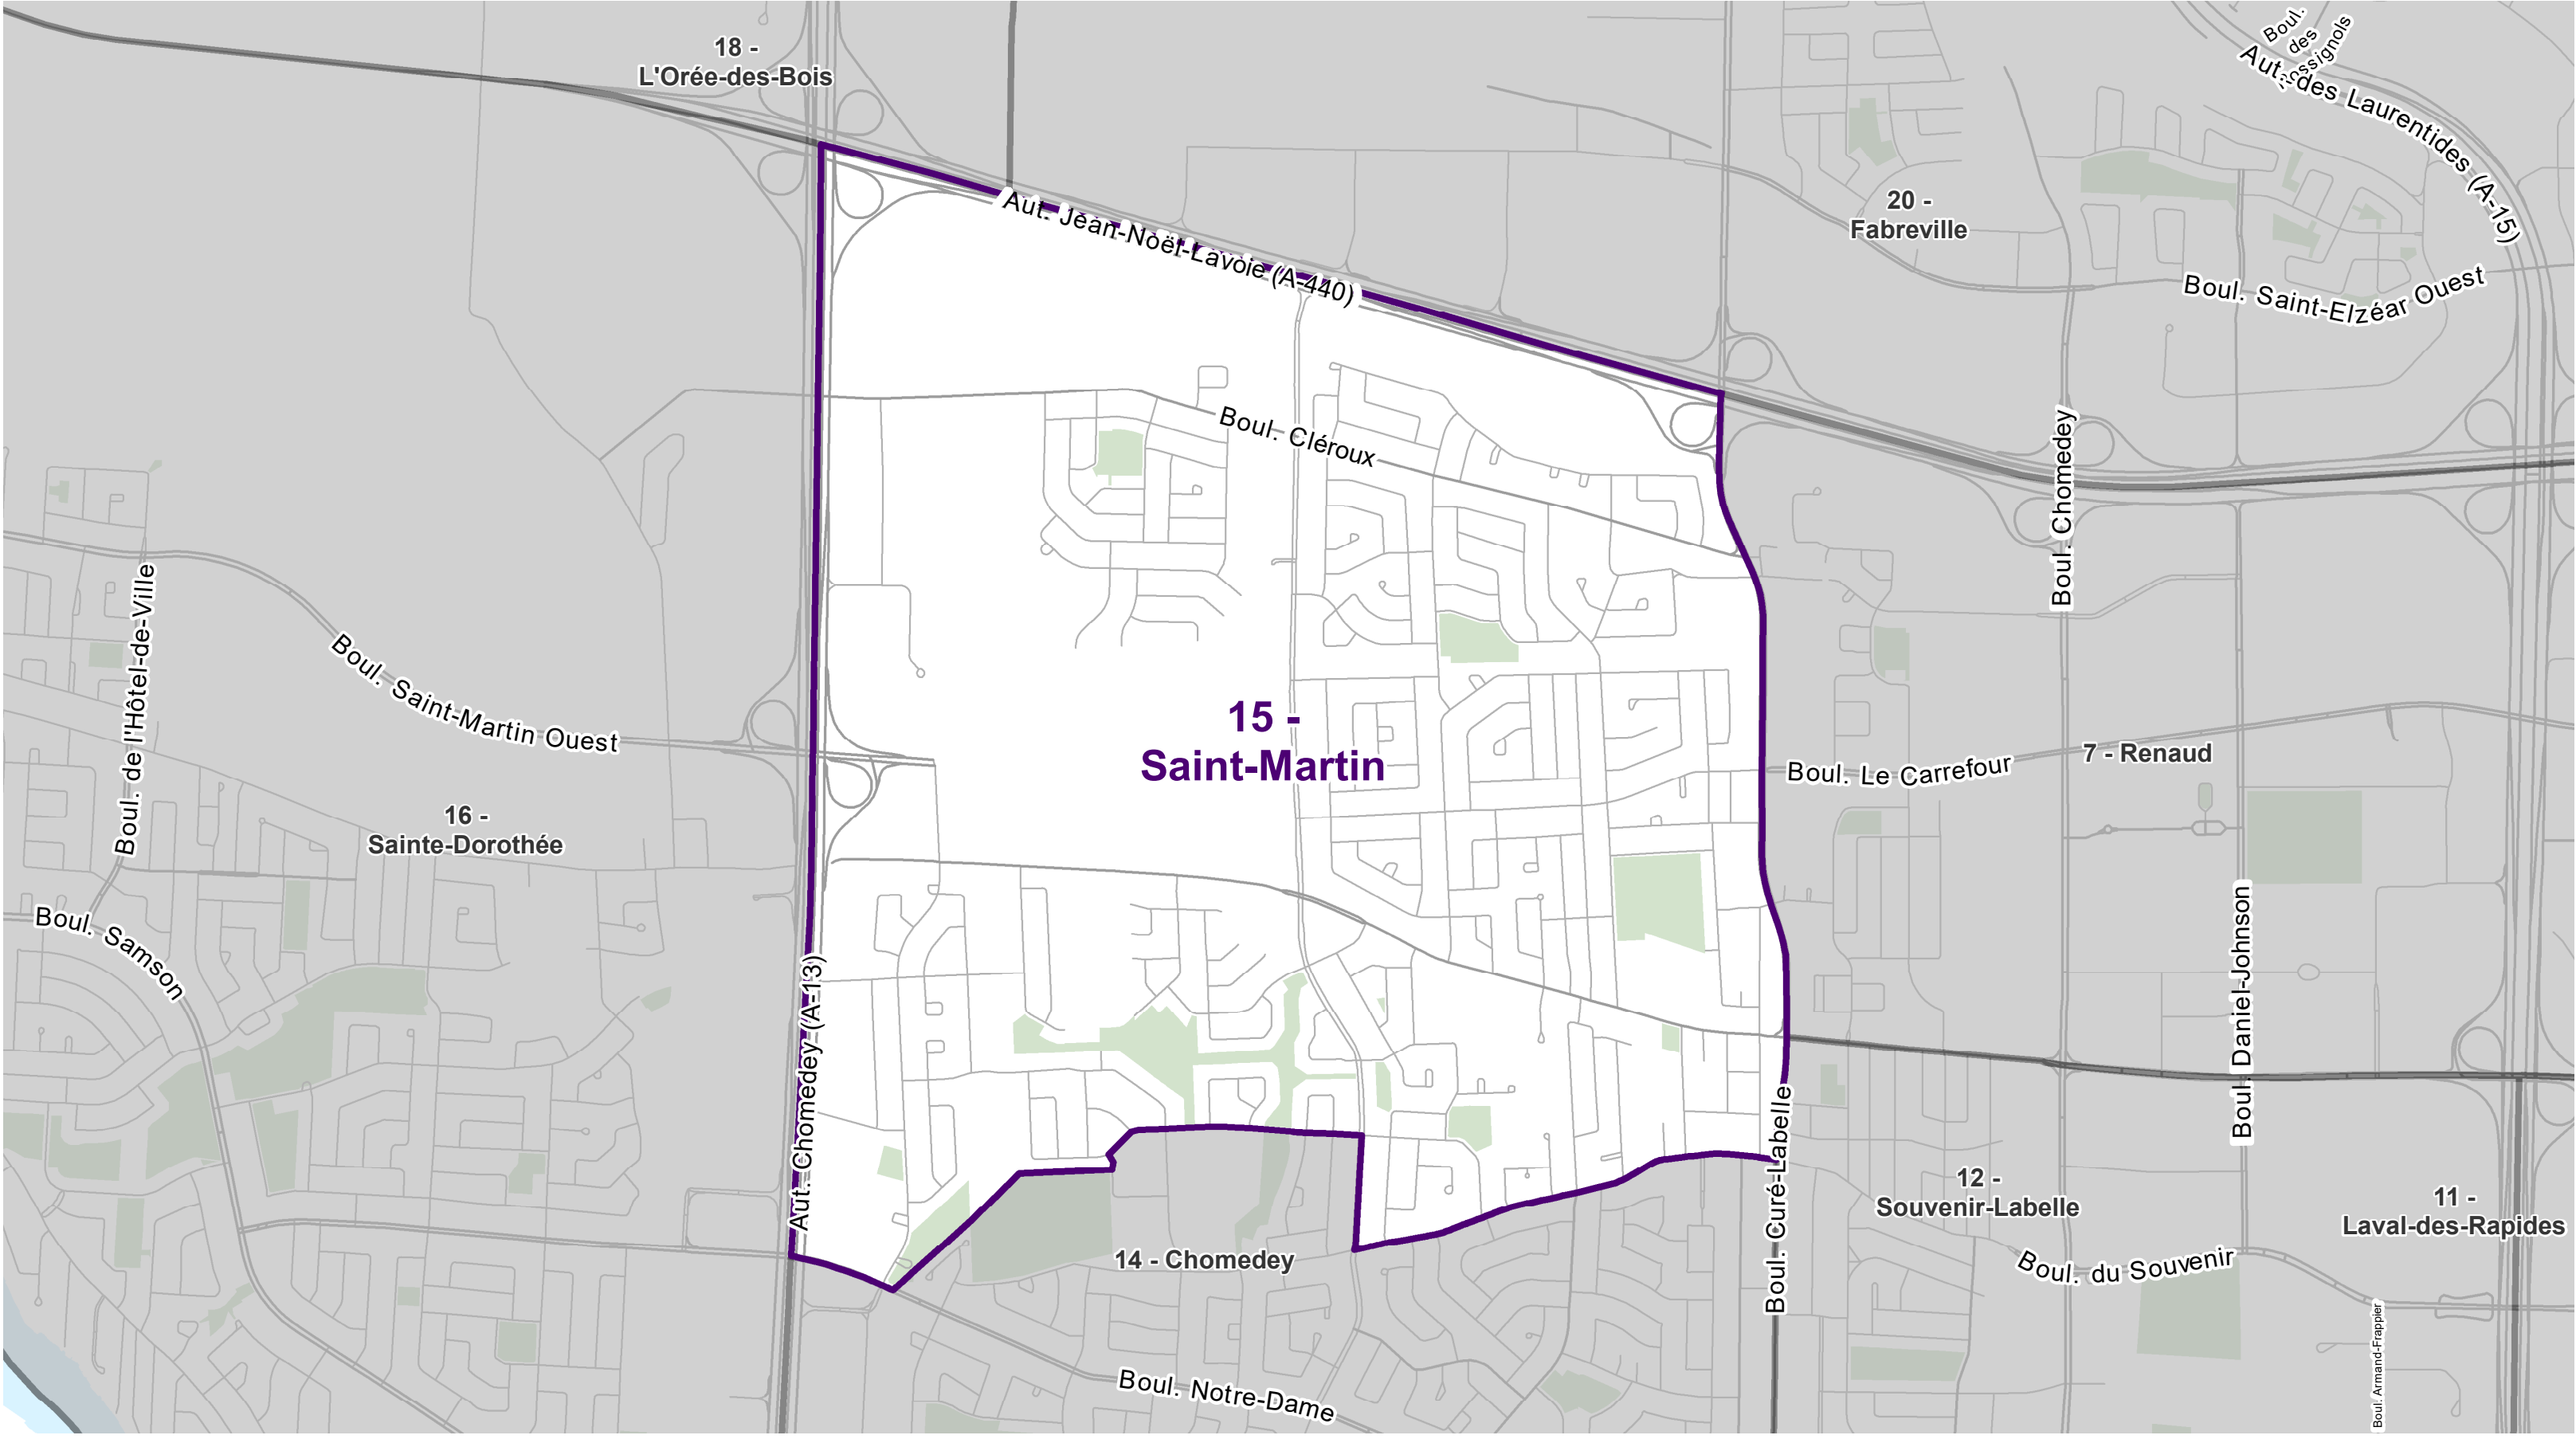 18 -
L'Orée-des-Bois
Boul.
des
Aut. des Laurentides (A-15)
20 -
Fabreville
Aut. Jean-Noël-Lavoie (A-440)
Boul. Saint-Elzéar Ouest
Boul. Cléroux
Boul. Chomedey
Boul. de l'Hôtel-de-Ville
Boul. Saint-Martin Ouest
15 -
Saint-Martin
Boul. Le Carrefour
7 - Renaud
16 -
Sainte-Dorothée
Boul. Samson
Aut. Chomedey (A-13)
Boul. Daniel-Johnson
Boul. Curé-Labelle
12 -
Souvenir-Labelle
11 -
Laval-des-Rapides
14 - Chomedey
Boul. du Souvenir
Boul. Notre-Dame
Boul. Armand-Frappier